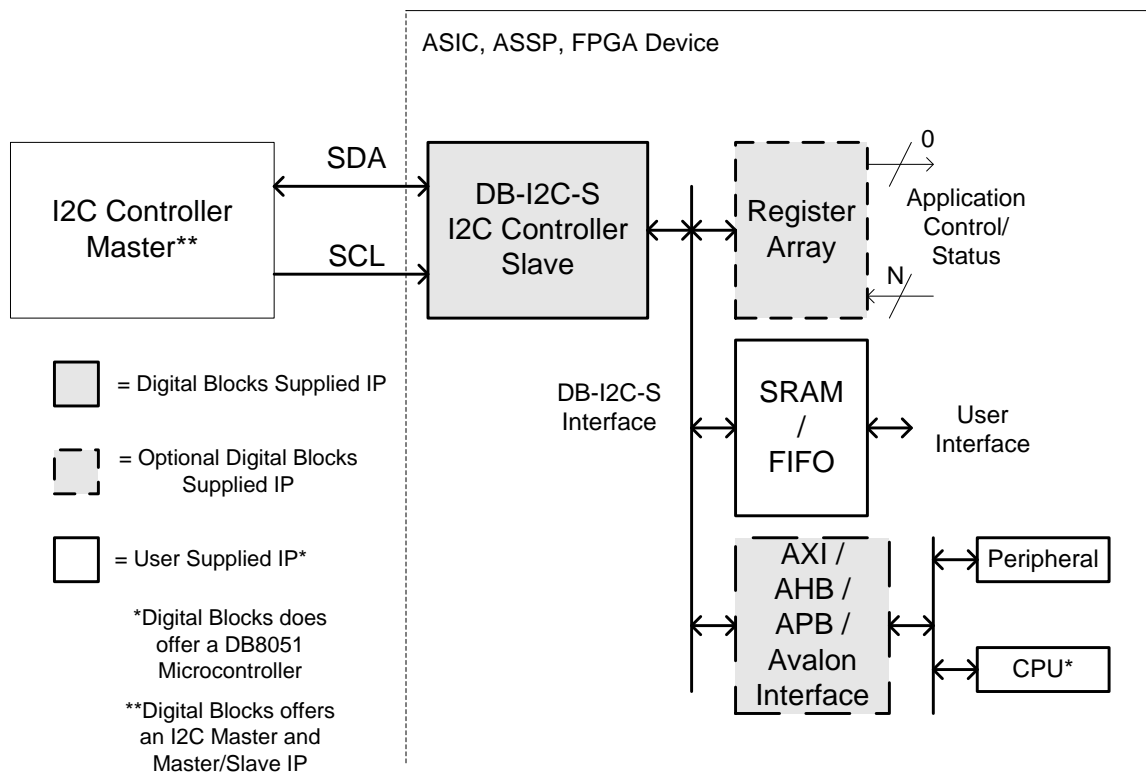 ASIC, ASSP, FPGA Device
I2C Controller
Master**
SDA
SCL
DB-I2C-S
I2C Controller
Slave
Register
Array
0
Application
Control/
Status
N
= Digital Blocks Supplied IP
= Optional Digital Blocks
Supplied IP
= User Supplied IP*
*Digital Blocks does
offer a DB8051
Microcontroller
**Digital Blocks offers
an I2C Master and
Master/Slave IP
DB-I2C-S
Interface
SRAM
/
FIFO
User
Interface
AXI /
AHB /
APB /
Avalon
Interface
Peripheral
CPU*